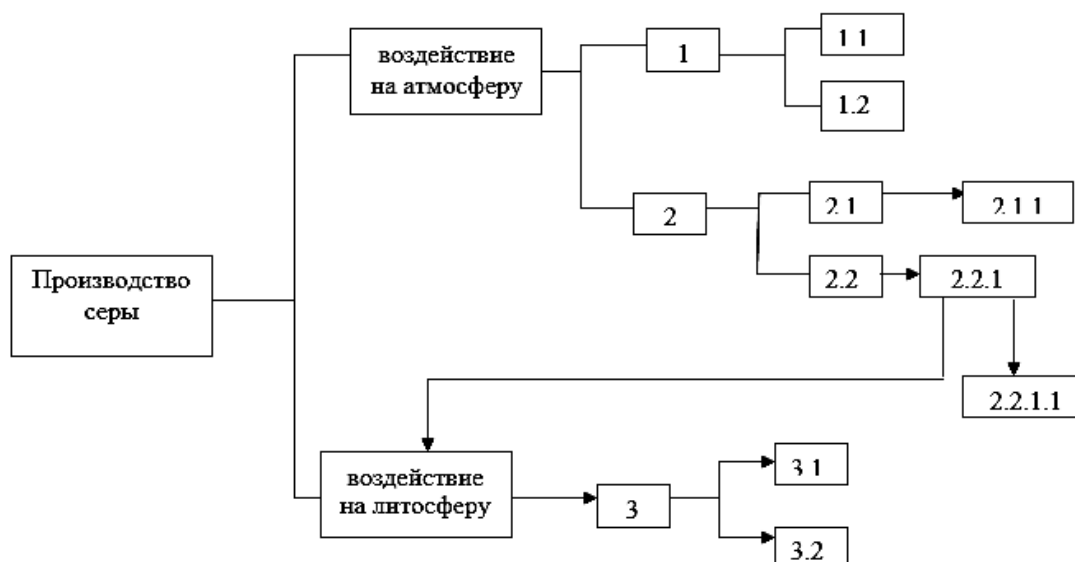 воздействие
на атмосферу
1
1.1
1.2
2
2.1
2.1.1
2.2
2.2.1
2.2.1.1
Производство
серы
воздействие
на литосферу
3
3.1
3.2